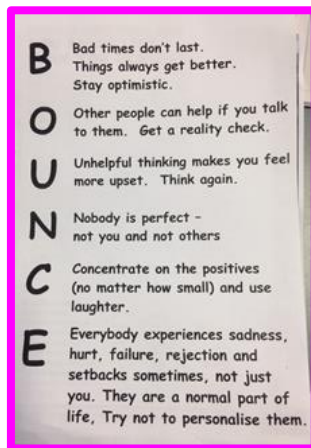 B Bad times don't last.
Things always get better.
Stay optimistic.
O Other people can help if you talk
to them. Get a reality check.
U Unhelpful thinking makes you feel
more upset. Think again.
N Nobody is perfect -
not you and not others
C Concentrate on the positives
(no matter how small) and use
laughter.
E Everybody experiences sadness,
hurt, failure, rejection and
setbacks sometimes, not just
you. They are a normal part of
life, Try not to personalise them.